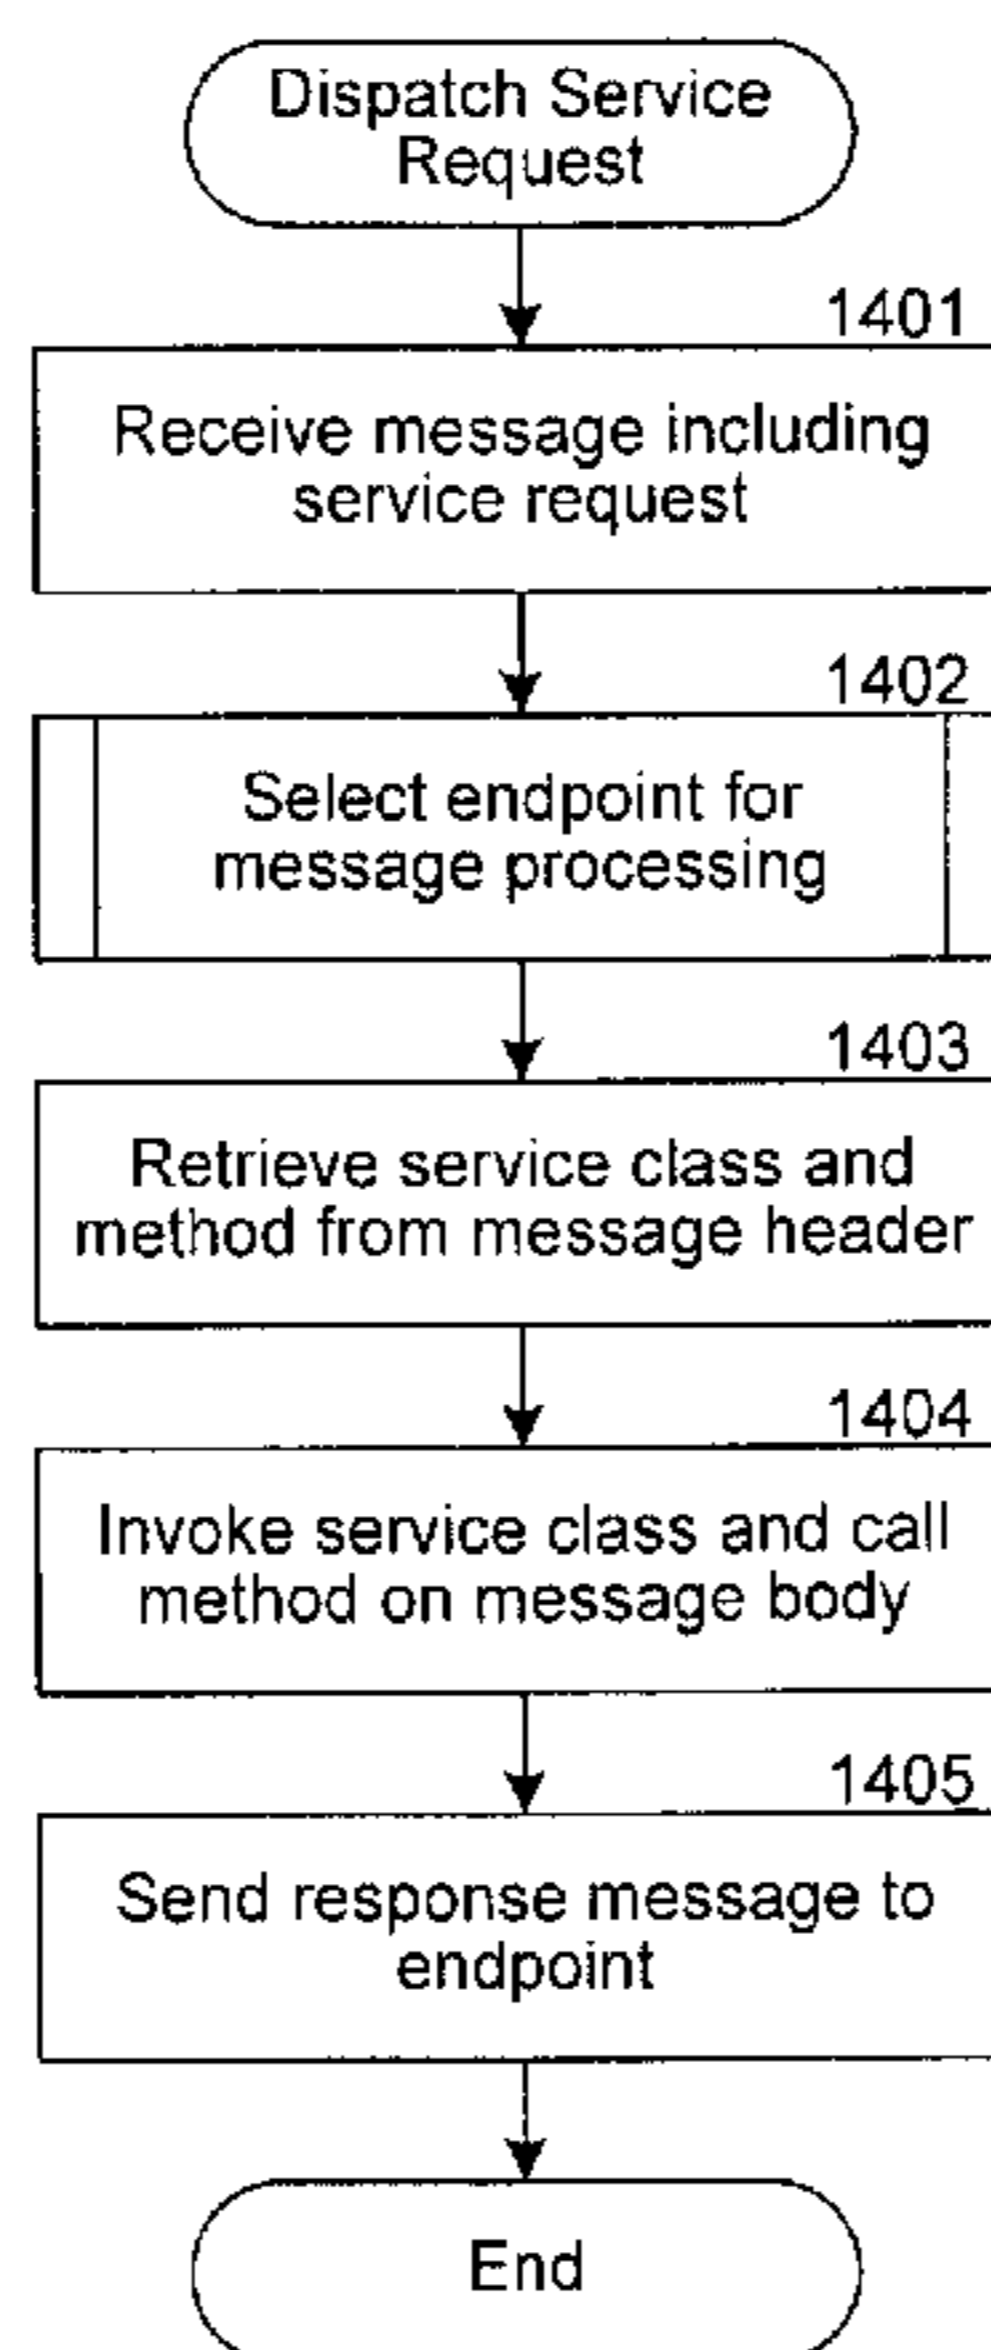 Dispatch Service
Request
1401
Receive message including
service request
1402
Select endpoint for
message processing
1403
Retrieve service class and
method from message header
1404
Invoke service class and call
method on message body
1405
Send response message to
endpoint
End